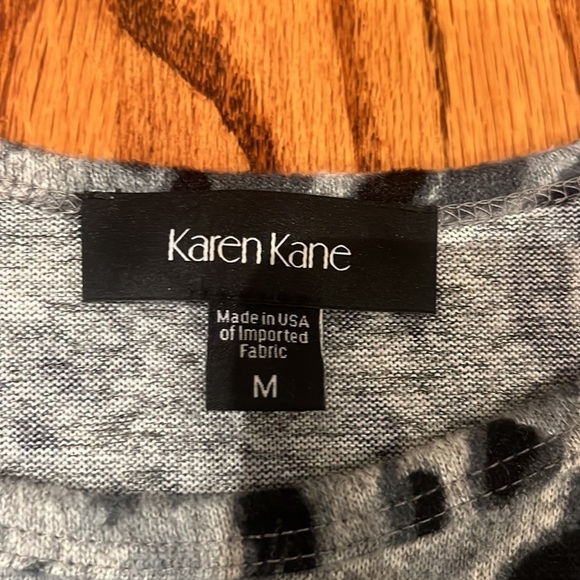 Karen Kane
Made in USA
of Imported
Fabric
M